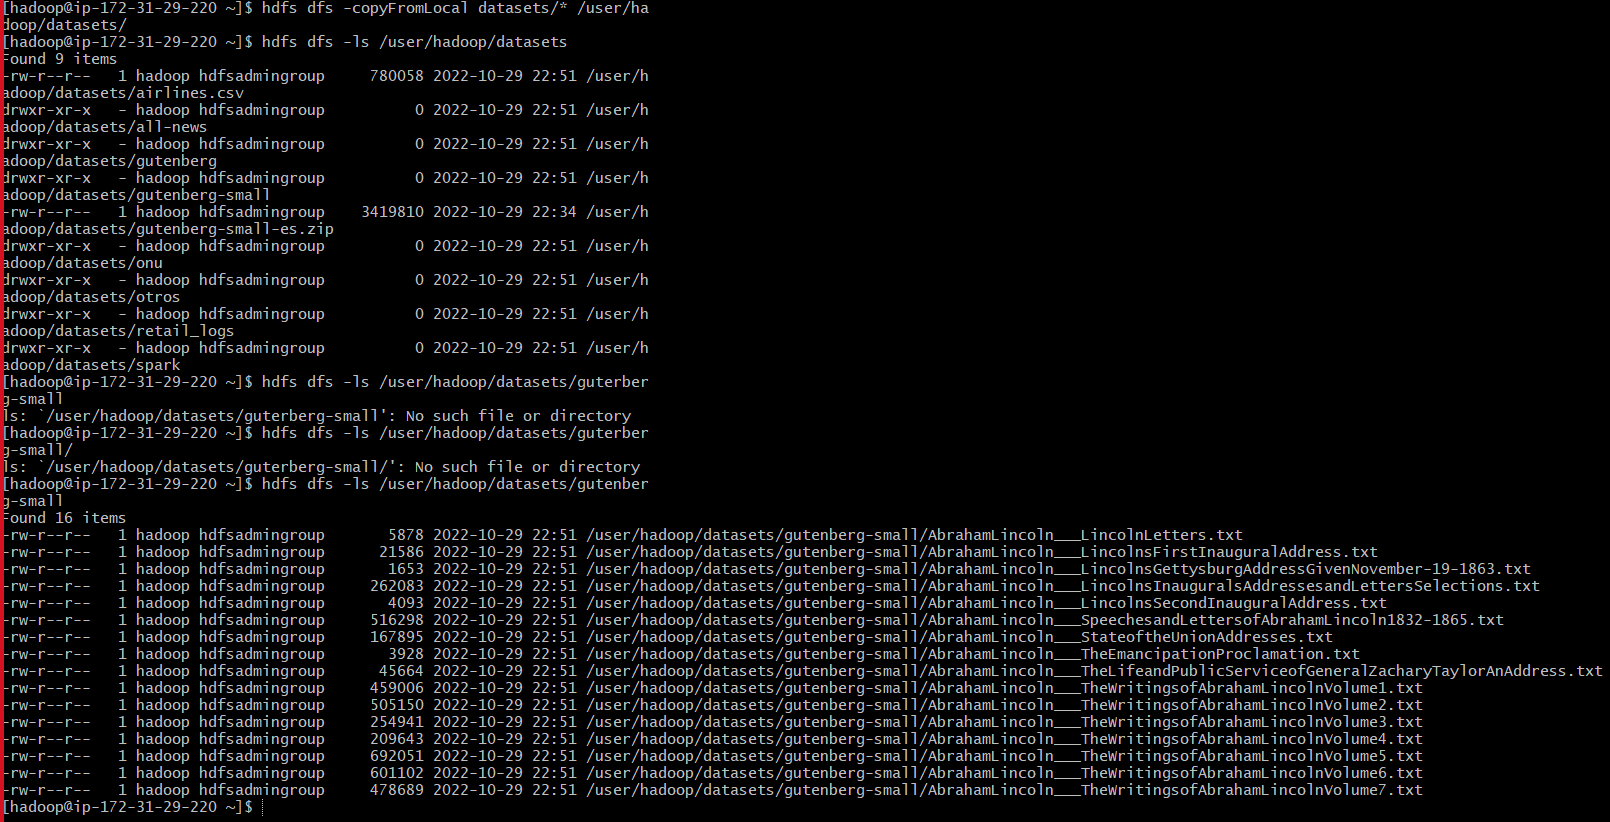 [hadoop@ip-172-31-29-220 ~]$ hdfs dfs -copyFromLocal datasets/* /user/ha
doop/datasets/
[hadoop@ip-172-31-29-220 ~]$ hdfs dfs -ls /user/hadoop/datasets
Found 9 items
-rw-r--r--   1 hadoop hdfsadmingroup     780058 2022-10-29 22:51 /user/h
adoop/datasets/airlines.csv
drwxr-xr-x   - hadoop hdfsadmingroup          0 2022-10-29 22:51 /user/h
adoop/datasets/all-news
drwxr-xr-x   - hadoop hdfsadmingroup          0 2022-10-29 22:51 /user/h
adoop/datasets/gutenberg
drwxr-xr-x   - hadoop hdfsadmingroup          0 2022-10-29 22:51 /user/h
adoop/datasets/gutenberg-small
-rw-r--r--   1 hadoop hdfsadmingroup    3419810 2022-10-29 22:34 /user/h
adoop/datasets/gutenberg-small-es.zip
drwxr-xr-x   - hadoop hdfsadmingroup          0 2022-10-29 22:51 /user/h
adoop/datasets/onu
drwxr-xr-x   - hadoop hdfsadmingroup          0 2022-10-29 22:51 /user/h
adoop/datasets/otros
drwxr-xr-x   - hadoop hdfsadmingroup          0 2022-10-29 22:51 /user/h
adoop/datasets/retail_logs
drwxr-xr-x   - hadoop hdfsadmingroup          0 2022-10-29 22:51 /user/h
adoop/datasets/spark
[hadoop@ip-172-31-29-220 ~]$ hdfs dfs -ls /user/hadoop/datasets/guterber
g-small
ls: `/user/hadoop/datasets/guterberg-small': No such file or directory
[hadoop@ip-172-31-29-220 ~]$ hdfs dfs -ls /user/hadoop/datasets/guterber
g-small/
ls: `/user/hadoop/datasets/guterberg-small/': No such file or directory
[hadoop@ip-172-31-29-220 ~]$ hdfs dfs -ls /user/hadoop/datasets/gutenber
g-small
Found 16 items
-rw-r--r--   1 hadoop hdfsadmingroup       5878 2022-10-29 22:51 /user/hadoop/datasets/gutenberg-small/AbrahamLincoln___LincolnLetters.txt
-rw-r--r--   1 hadoop hdfsadmingroup      21586 2022-10-29 22:51 /user/hadoop/datasets/gutenberg-small/AbrahamLincoln___LincolnsFirstInauguralAddress.txt
-rw-r--r--   1 hadoop hdfsadmingroup       1653 2022-10-29 22:51 /user/hadoop/datasets/gutenberg-small/AbrahamLincoln___LincolnsGettysburgAddressGivenNovember-19-1863.txt
-rw-r--r--   1 hadoop hdfsadmingroup     262083 2022-10-29 22:51 /user/hadoop/datasets/gutenberg-small/AbrahamLincoln___LincolnsInauguralsAddressesandLettersSelections.txt
-rw-r--r--   1 hadoop hdfsadmingroup       4093 2022-10-29 22:51 /user/hadoop/datasets/gutenberg-small/AbrahamLincoln___LincolnsSecondInauguralAddress.txt
-rw-r--r--   1 hadoop hdfsadmingroup     516298 2022-10-29 22:51 /user/hadoop/datasets/gutenberg-small/AbrahamLincoln___SpeechesandLettersofAbrahamLincoln1832-1865.txt
-rw-r--r--   1 hadoop hdfsadmingroup     167895 2022-10-29 22:51 /user/hadoop/datasets/gutenberg-small/AbrahamLincoln___StateoftheUnionAddresses.txt
-rw-r--r--   1 hadoop hdfsadmingroup       3928 2022-10-29 22:51 /user/hadoop/datasets/gutenberg-small/AbrahamLincoln___TheEmancipationProclamation.txt
-rw-r--r--   1 hadoop hdfsadmingroup      45664 2022-10-29 22:51 /user/hadoop/datasets/gutenberg-small/AbrahamLincoln___TheLifeandPublicServiceofGeneralZacharyTaylorAnAddress.txt
-rw-r--r--   1 hadoop hdfsadmingroup     459006 2022-10-29 22:51 /user/hadoop/datasets/gutenberg-small/AbrahamLincoln___TheWritingsofAbrahamLincolnVolume1.txt
-rw-r--r--   1 hadoop hdfsadmingroup     505150 2022-10-29 22:51 /user/hadoop/datasets/gutenberg-small/AbrahamLincoln___TheWritingsofAbrahamLincolnVolume2.txt
-rw-r--r--   1 hadoop hdfsadmingroup     254941 2022-10-29 22:51 /user/hadoop/datasets/gutenberg-small/AbrahamLincoln___TheWritingsofAbrahamLincolnVolume3.txt
-rw-r--r--   1 hadoop hdfsadmingroup     209643 2022-10-29 22:51 /user/hadoop/datasets/gutenberg-small/AbrahamLincoln___TheWritingsofAbrahamLincolnVolume4.txt
-rw-r--r--   1 hadoop hdfsadmingroup     692051 2022-10-29 22:51 /user/hadoop/datasets/gutenberg-small/AbrahamLincoln___TheWritingsofAbrahamLincolnVolume5.txt
-rw-r--r--   1 hadoop hdfsadmingroup     601102 2022-10-29 22:51 /user/hadoop/datasets/gutenberg-small/AbrahamLincoln___TheWritingsofAbrahamLincolnVolume6.txt
-rw-r--r--   1 hadoop hdfsadmingroup     478689 2022-10-29 22:51 /user/hadoop/datasets/gutenberg-small/AbrahamLincoln___TheWritingsofAbrahamLincolnVolume7.txt
[hadoop@ip-172-31-29-220 ~]$